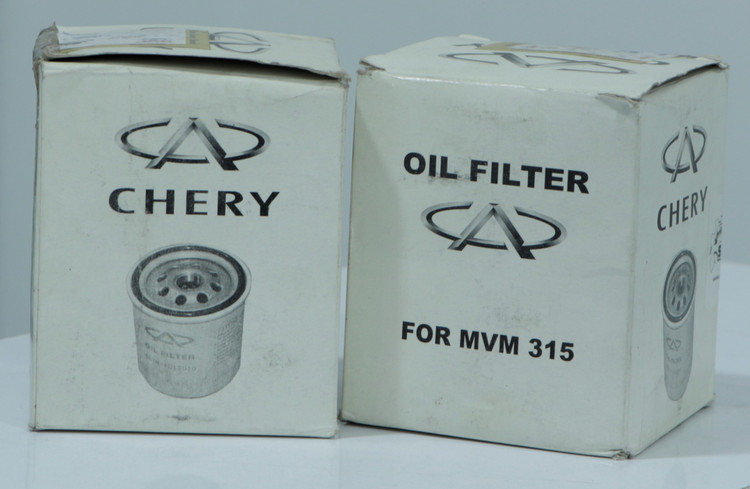 CHERY
OIL FILTER
OIL FILTER
FOR MVM 315
CHERY